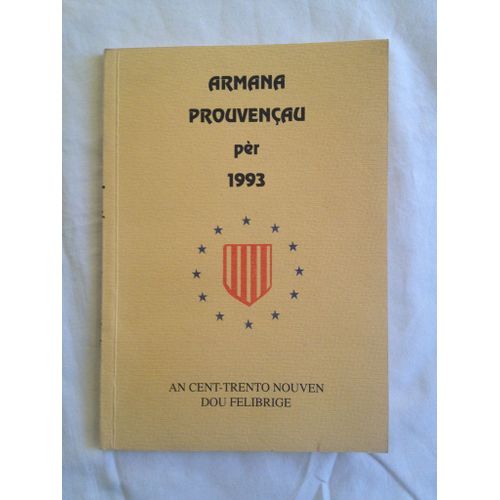 ARMANA
PROUVENÇAU
pèr
1993
AN CENT-TRENTO NOUVEN
DOU FELIBRIGE